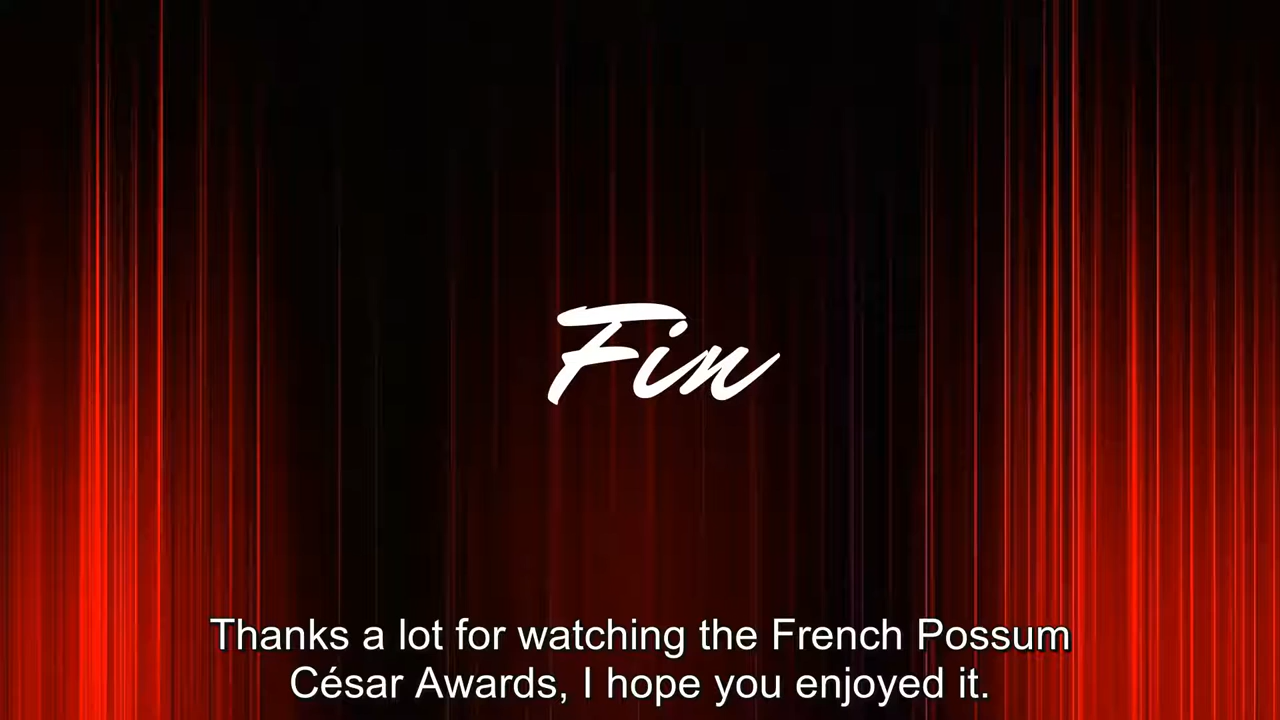 Fin
Thanks a lot for watching the French Possum
César Awards, I hope you enjoyed it.